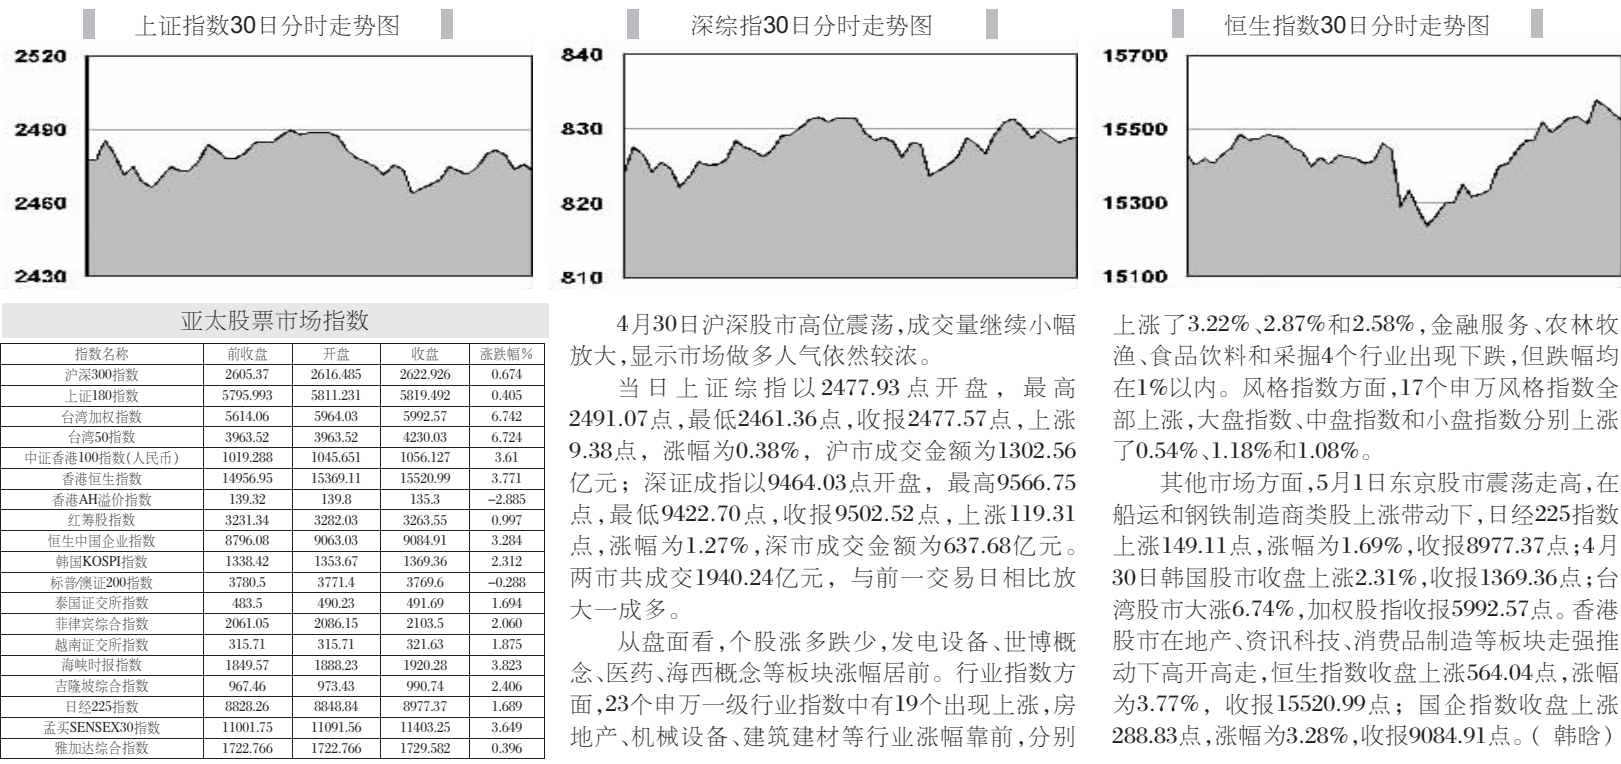 上证指数30日分时走势图
2520
2490
2460
2430
深综指30日分时走势图
840
830
820
810
恒生指数30日分时走势图
15700
15500
15300
15100
亚太股票市场指数
指数名称 前收盘 开盘 收盘 涨跌幅%
沪深300指数 2605.37 2616.485 2622.926 0.674
上证180指数 5795.993 5811.231 5819.492 0.405
台湾加权指数 5614.06 5964.03 5992.57 6.742
台湾50指数 3963.52 3963.52 4230.03 6.724
中证香港100指数(人民币) 1019.288 1045.651 1056.127 3.61
香港恒生指数 14956.95 15369.11 15520.99 3.771
香港AH溢价指数 139.32 139.8 135.3 -2.885
红筹股指数 3231.34 3282.03 3263.55 0.997
恒生中国企业指数 8796.08 9063.03 9084.91 3.284
韩国KOSPI指数 1338.42 1353.67 1369.36 2.312
标普/澳证200指数 3780.5 3771.4 3769.6 -0.288
泰国证交所指数 483.5 490.23 491.69 1.694
菲律宾综合指数 2061.05 2086.15 2103.5 2.060
越南证交所指数 315.71 315.71 321.63 1.875
海峡时报指数 1849.57 1888.23 1920.28 3.823
吉隆坡综合指数 967.46 973.43 990.74 2.406
日经225指数 8828.26 8848.84 8977.37 1.689
孟买SENSEX30指数 11001.75 11091.56 11403.25 3.649
雅加达综合指数 1722.766 1722.766 1729.582 0.396
4月30日沪深股市高位震荡,成交量继续小幅
放大,显示市场做多人气依然较浓。
当日上证综指以2477.93点开盘，最高
2491.07点,最低2461.36点,收报2477.57点,上涨
9.38点，涨幅为0.38%，沪市成交金额为1302.56
亿元；深证成指以9464.03点开盘，最高9566.75
点,最低9422.70点,收报9502.52点,上涨119.31
点,涨幅为1.27%,深市成交金额为637.68亿元。
两市共成交1940.24亿元，与前一交易日相比放
大一成多。
从盘面看,个股涨多跌少,发电设备、世博概
念、医药、海西概念等板块涨幅居前。行业指数方
面,23个申万一级行业指数中有19个出现上涨,房
地产、机械设备、建筑建材等行业涨幅靠前,分别
上涨了3.22%、2.87%和2.58%,金融服务、农林牧
渔、食品饮料和采掘4个行业出现下跌,但跌幅均
在1%以内。风格指数方面,17个申万风格指数全
部上涨,大盘指数、中盘指数和小盘指数分别上涨
了0.54%、1.18%和1.08%。
其他市场方面,5月1日东京股市震荡走高,在
船运和钢铁制造商类股上涨带动下,日经225指数
上涨149.11点,涨幅为1.69%,收报8977.37点;4月
30日韩国股市收盘上涨2.31%,收报1369.36点;台
湾股市大涨6.74%,加权股指收报5992.57点。香港
股市在地产、资讯科技、消费品制造等板块走强推
动下高开高走,恒生指数收盘上涨564.04点,涨幅
为3.77%，收报15520.99点；国企指数收盘上涨
288.83点,涨幅为3.28%,收报9084.91点。(韩晗)